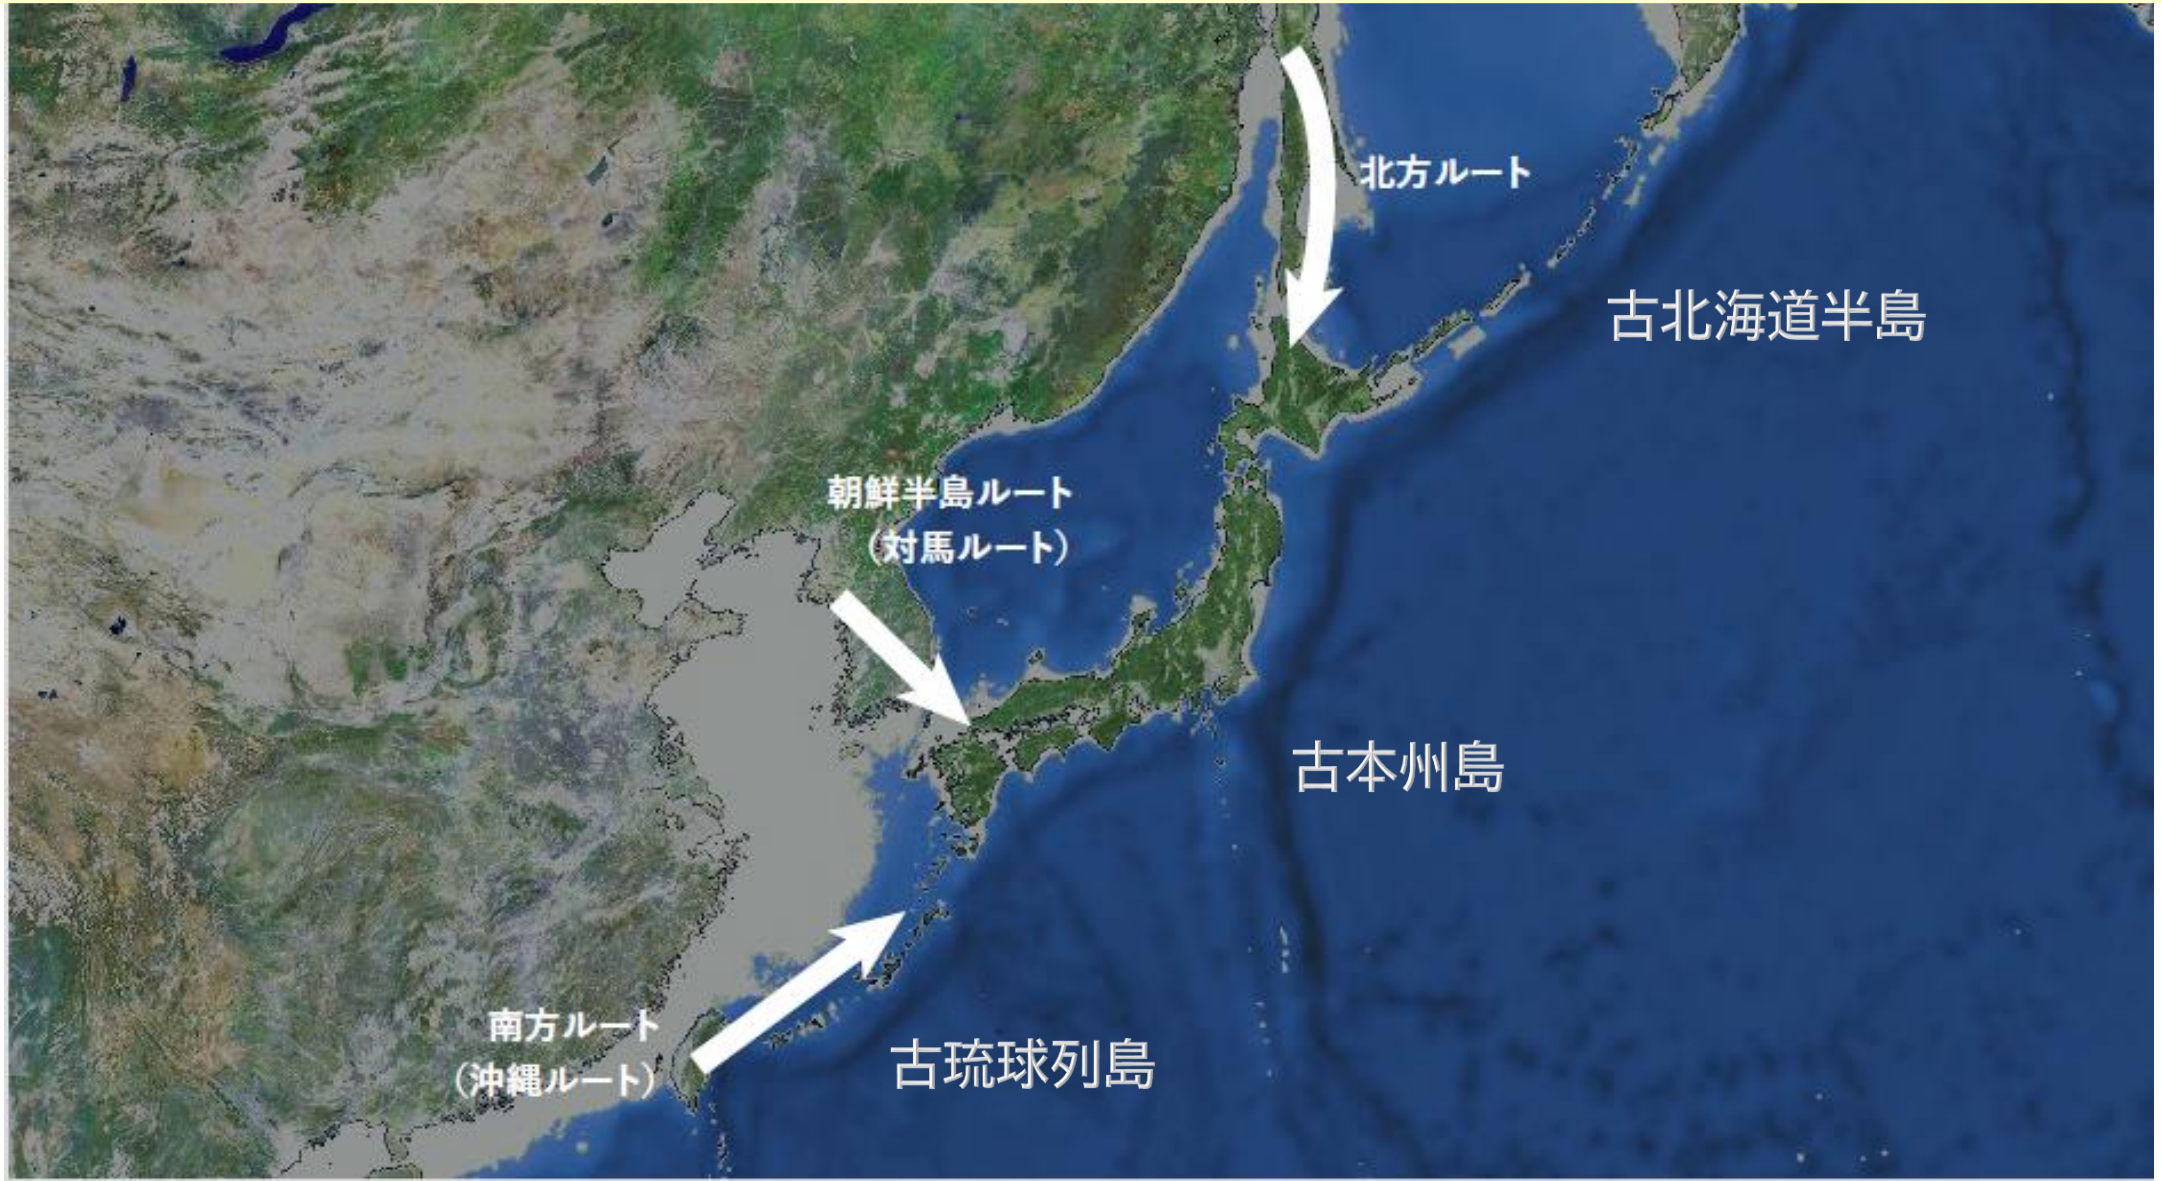 北方ルート
古北海道半島
朝鮮半島ルート
（対馬ルート）
古本州島
南方ルート
（沖縄ルート）
古琉球列島